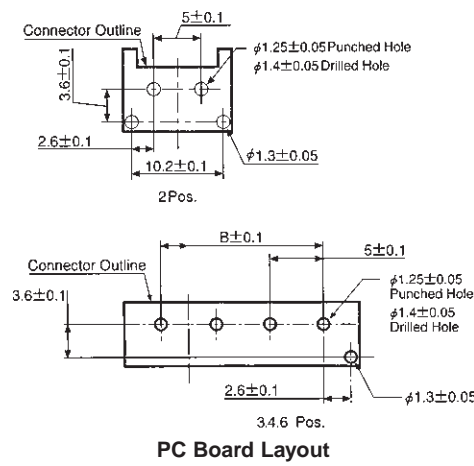 5±0.1
Connector Outline
φ1.25±0.05 Punched Hole
φ1.4±0.05 Drilled Hole
3.6±0.1
2.6±0.1
10.2±0.1
φ1.3±0.05
2Pos.
B±0.1
5±0.1
Connector Outline
φ1.25±0.05
Punched Hole
3.6±0.1
φ1.4±0.05
Drilled Hole
2.6±0.1
φ1.3±0.05
3.4.6 Pos.
PC Board Layout